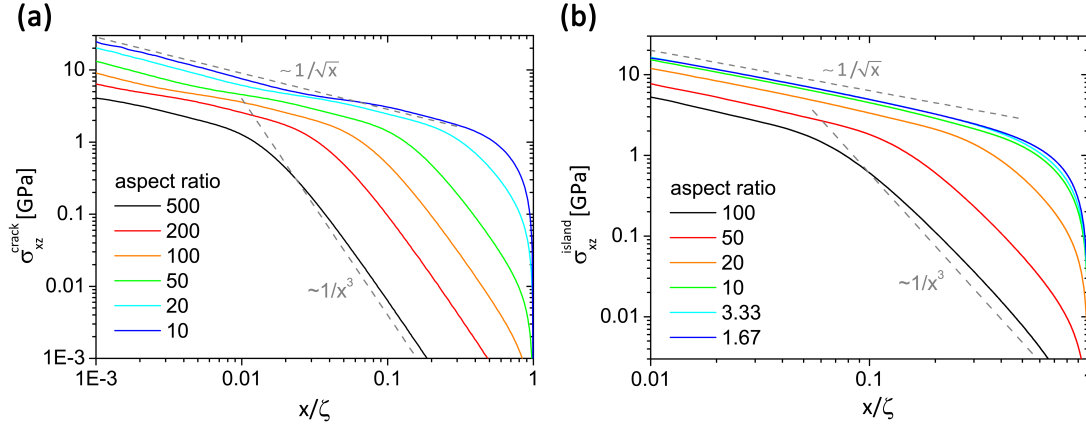 (a)
10
1
0.1
0.01
1E-3
σ_xz^crack [GPa]
~1/√x
~1/x³
aspect ratio
500
200
100
50
20
10
1E-3
0.01
0.1
1
x/ζ
(b)
10
1
0.1
0.01
σ_xz^island [GPa]
~1/√x
~1/x³
aspect ratio
100
50
20
10
3.33
1.67
0.01
0.1
1
x/ζ